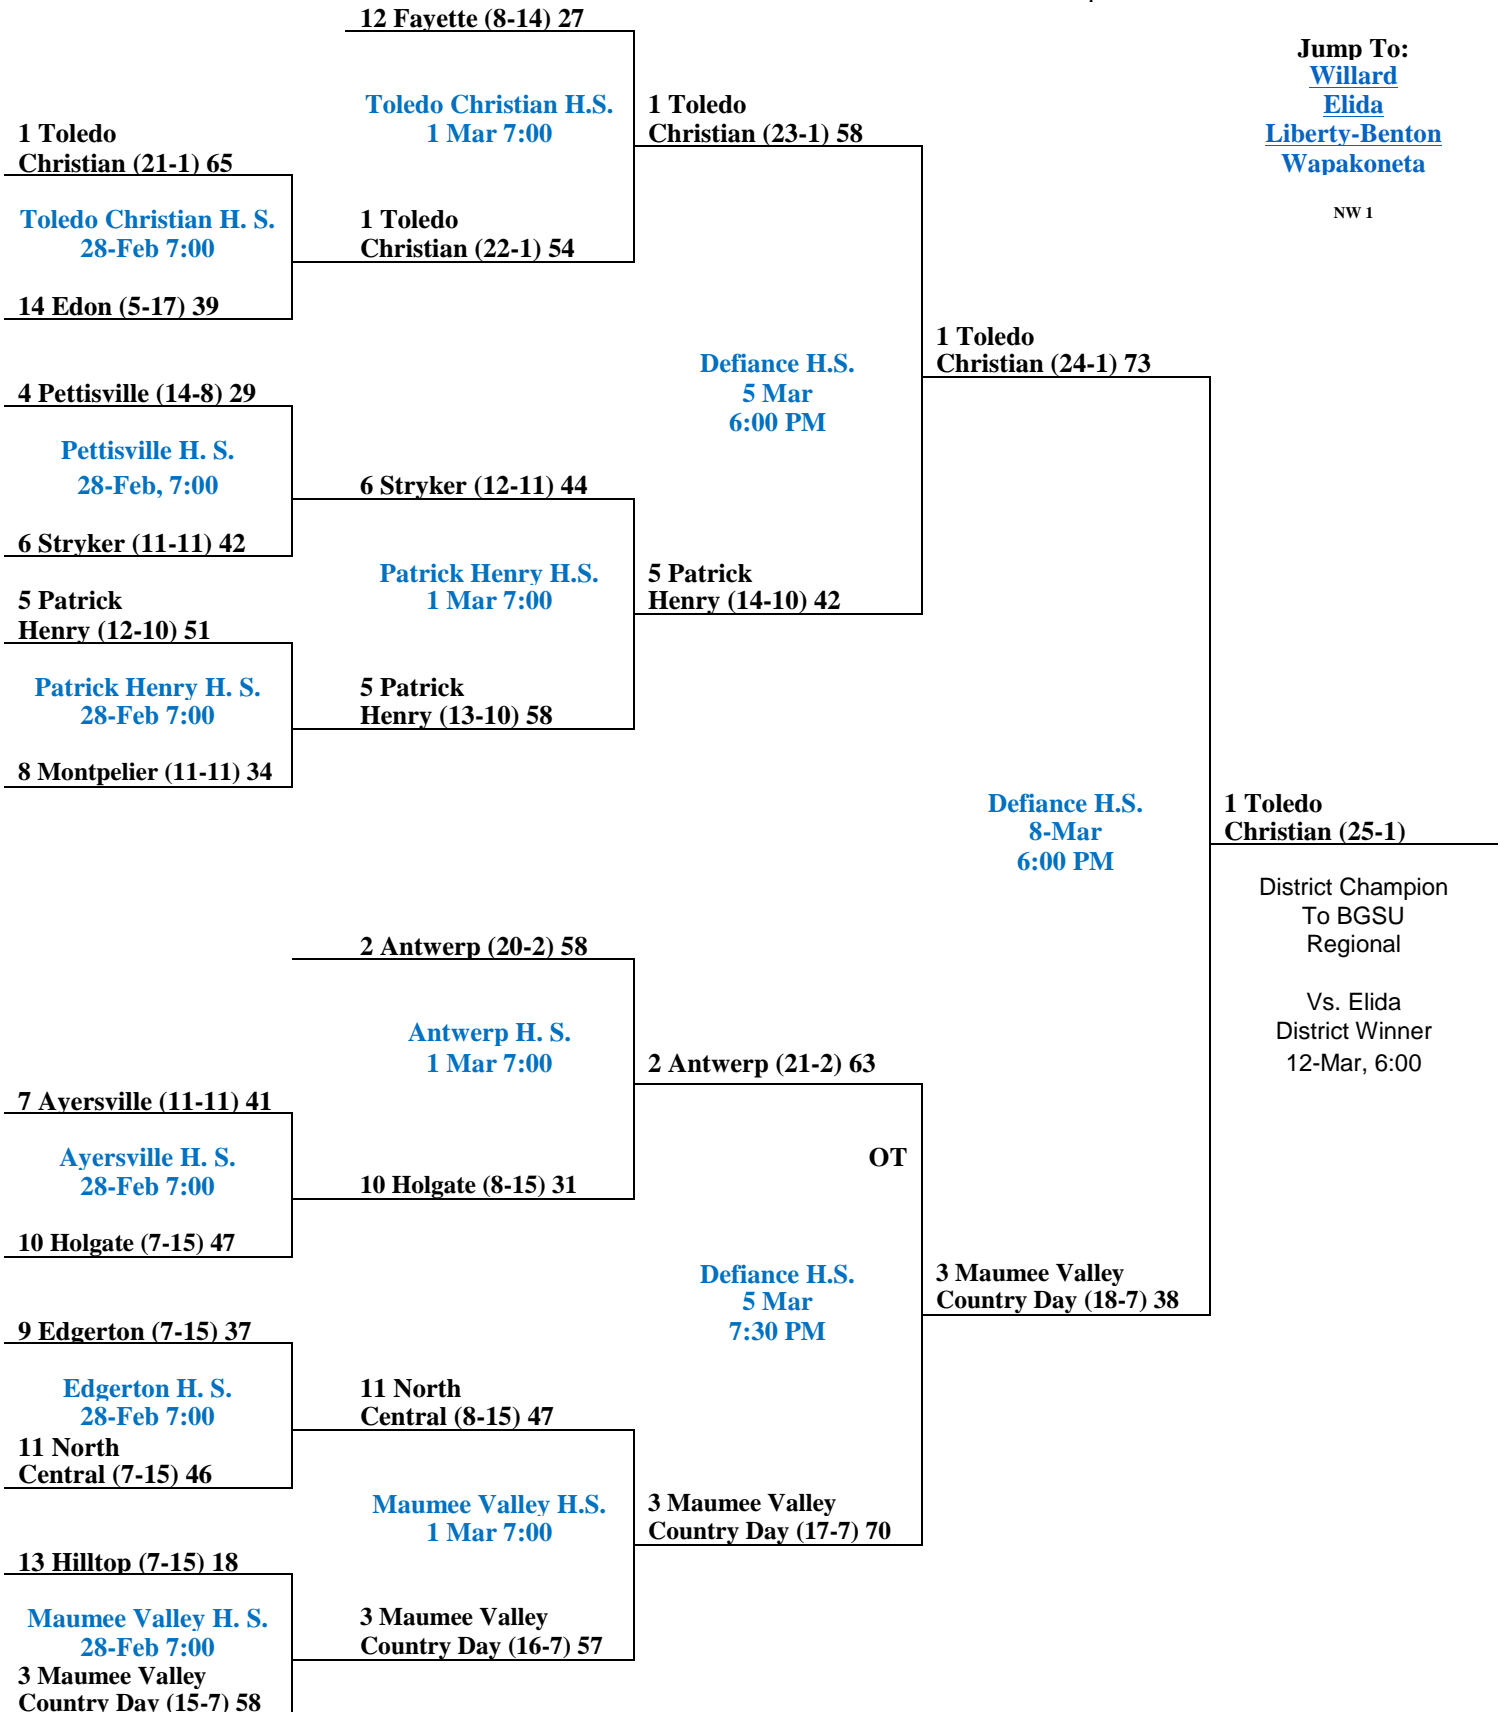 12 Fayette (8-14) 27
Jump To:
Willard
Elida
Liberty-Benton
Wapakoneta
NW 1
Toledo Christian H.S.
1 Mar 7:00
1 Toledo
Christian (23-1) 58
1 Toledo
Christian (21-1) 65
Toledo Christian H. S.
28-Feb 7:00
1 Toledo
Christian (22-1) 54
14 Edon (5-17) 39
Defiance H.S.
5 Mar
6:00 PM
1 Toledo
Christian (24-1) 73
4 Pettisville (14-8) 29
Pettisville H. S.
28-Feb, 7:00
6 Stryker (12-11) 44
6 Stryker (11-11) 42
Patrick Henry H.S.
1 Mar 7:00
5 Patrick
Henry (14-10) 42
5 Patrick
Henry (12-10) 51
Patrick Henry H. S.
28-Feb 7:00
5 Patrick
Henry (13-10) 58
8 Montpelier (11-11) 34
Defiance H.S.
8-Mar
6:00 PM
1 Toledo
Christian (25-1)
District Champion
To BGSU
Regional
Vs. Elida
District Winner
12-Mar, 6:00
2 Antwerp (20-2) 58
Antwerp H. S.
1 Mar 7:00
2 Antwerp (21-2) 63
7 Ayersville (11-11) 41
Ayersville H. S.
28-Feb 7:00
OT
10 Holgate (8-15) 31
10 Holgate (7-15) 47
Defiance H.S.
5 Mar
7:30 PM
3 Maumee Valley
Country Day (18-7) 38
9 Edgerton (7-15) 37
Edgerton H. S.
28-Feb 7:00
11 North
Central (8-15) 47
11 North
Central (7-15) 46
Maumee Valley H.S.
1 Mar 7:00
3 Maumee Valley
Country Day (17-7) 70
13 Hilltop (7-15) 18
Maumee Valley H. S.
28-Feb 7:00
3 Maumee Valley
Country Day (16-7) 57
3 Maumee Valley
Country Day (15-7) 58